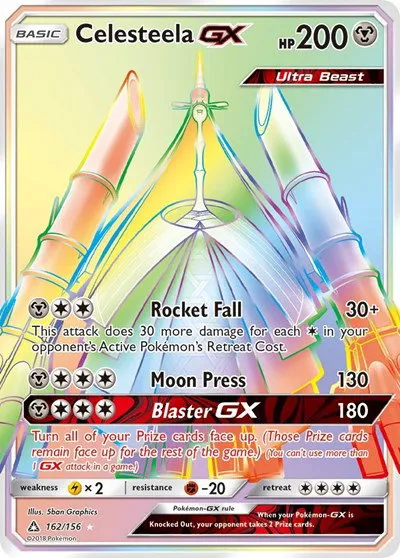 BASIC Celesteela GX HP 200
Ultra Beast
Rocket Fall 30+
This attack does 30 more damage for each in your
opponent's Active Pokémon's Retreat Cost.
Moon Press 130
Blaster GX 180
Turn all of your Prize cards face up. (Those Prize cards
remain face up for the rest of the game.) (You can't use more than
1 GX attack in a game.)
weakness ×2 resistance -20 retreat
Illus. 5ban Graphics
162/156
©2018 Pokémon
Pokémon-GX rule
When your Pokémon-GX is
Knocked Out, your opponent takes 2 Prize cards.